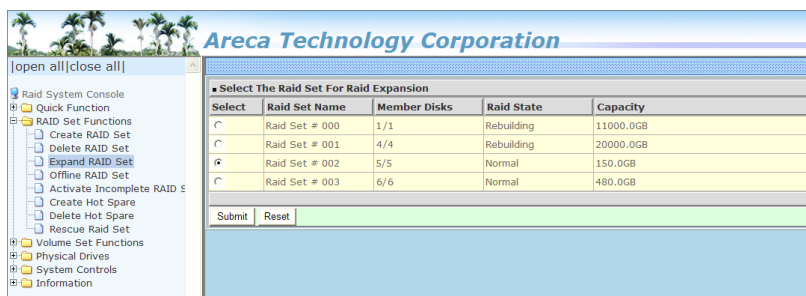 Areca Technology Corporation
|open all|close all|
Raid System Console
Quick Function
RAID Set Functions
Create RAID Set
Delete RAID Set
Expand RAID Set
Offline RAID Set
Activate Incomplete RAID S
Create Hot Spare
Delete Hot Spare
Rescue Raid Set
Volume Set Functions
Physical Drives
System Controls
Information
Select The Raid Set For Raid Expansion
Select Raid Set Name Member Disks Raid State Capacity
Raid Set # 000 1/1 Rebuilding 11000.0GB
Raid Set # 001 4/4 Rebuilding 20000.0GB
Raid Set # 002 5/5 Normal 150.0GB
Raid Set # 003 6/6 Normal 480.0GB
Submit Reset